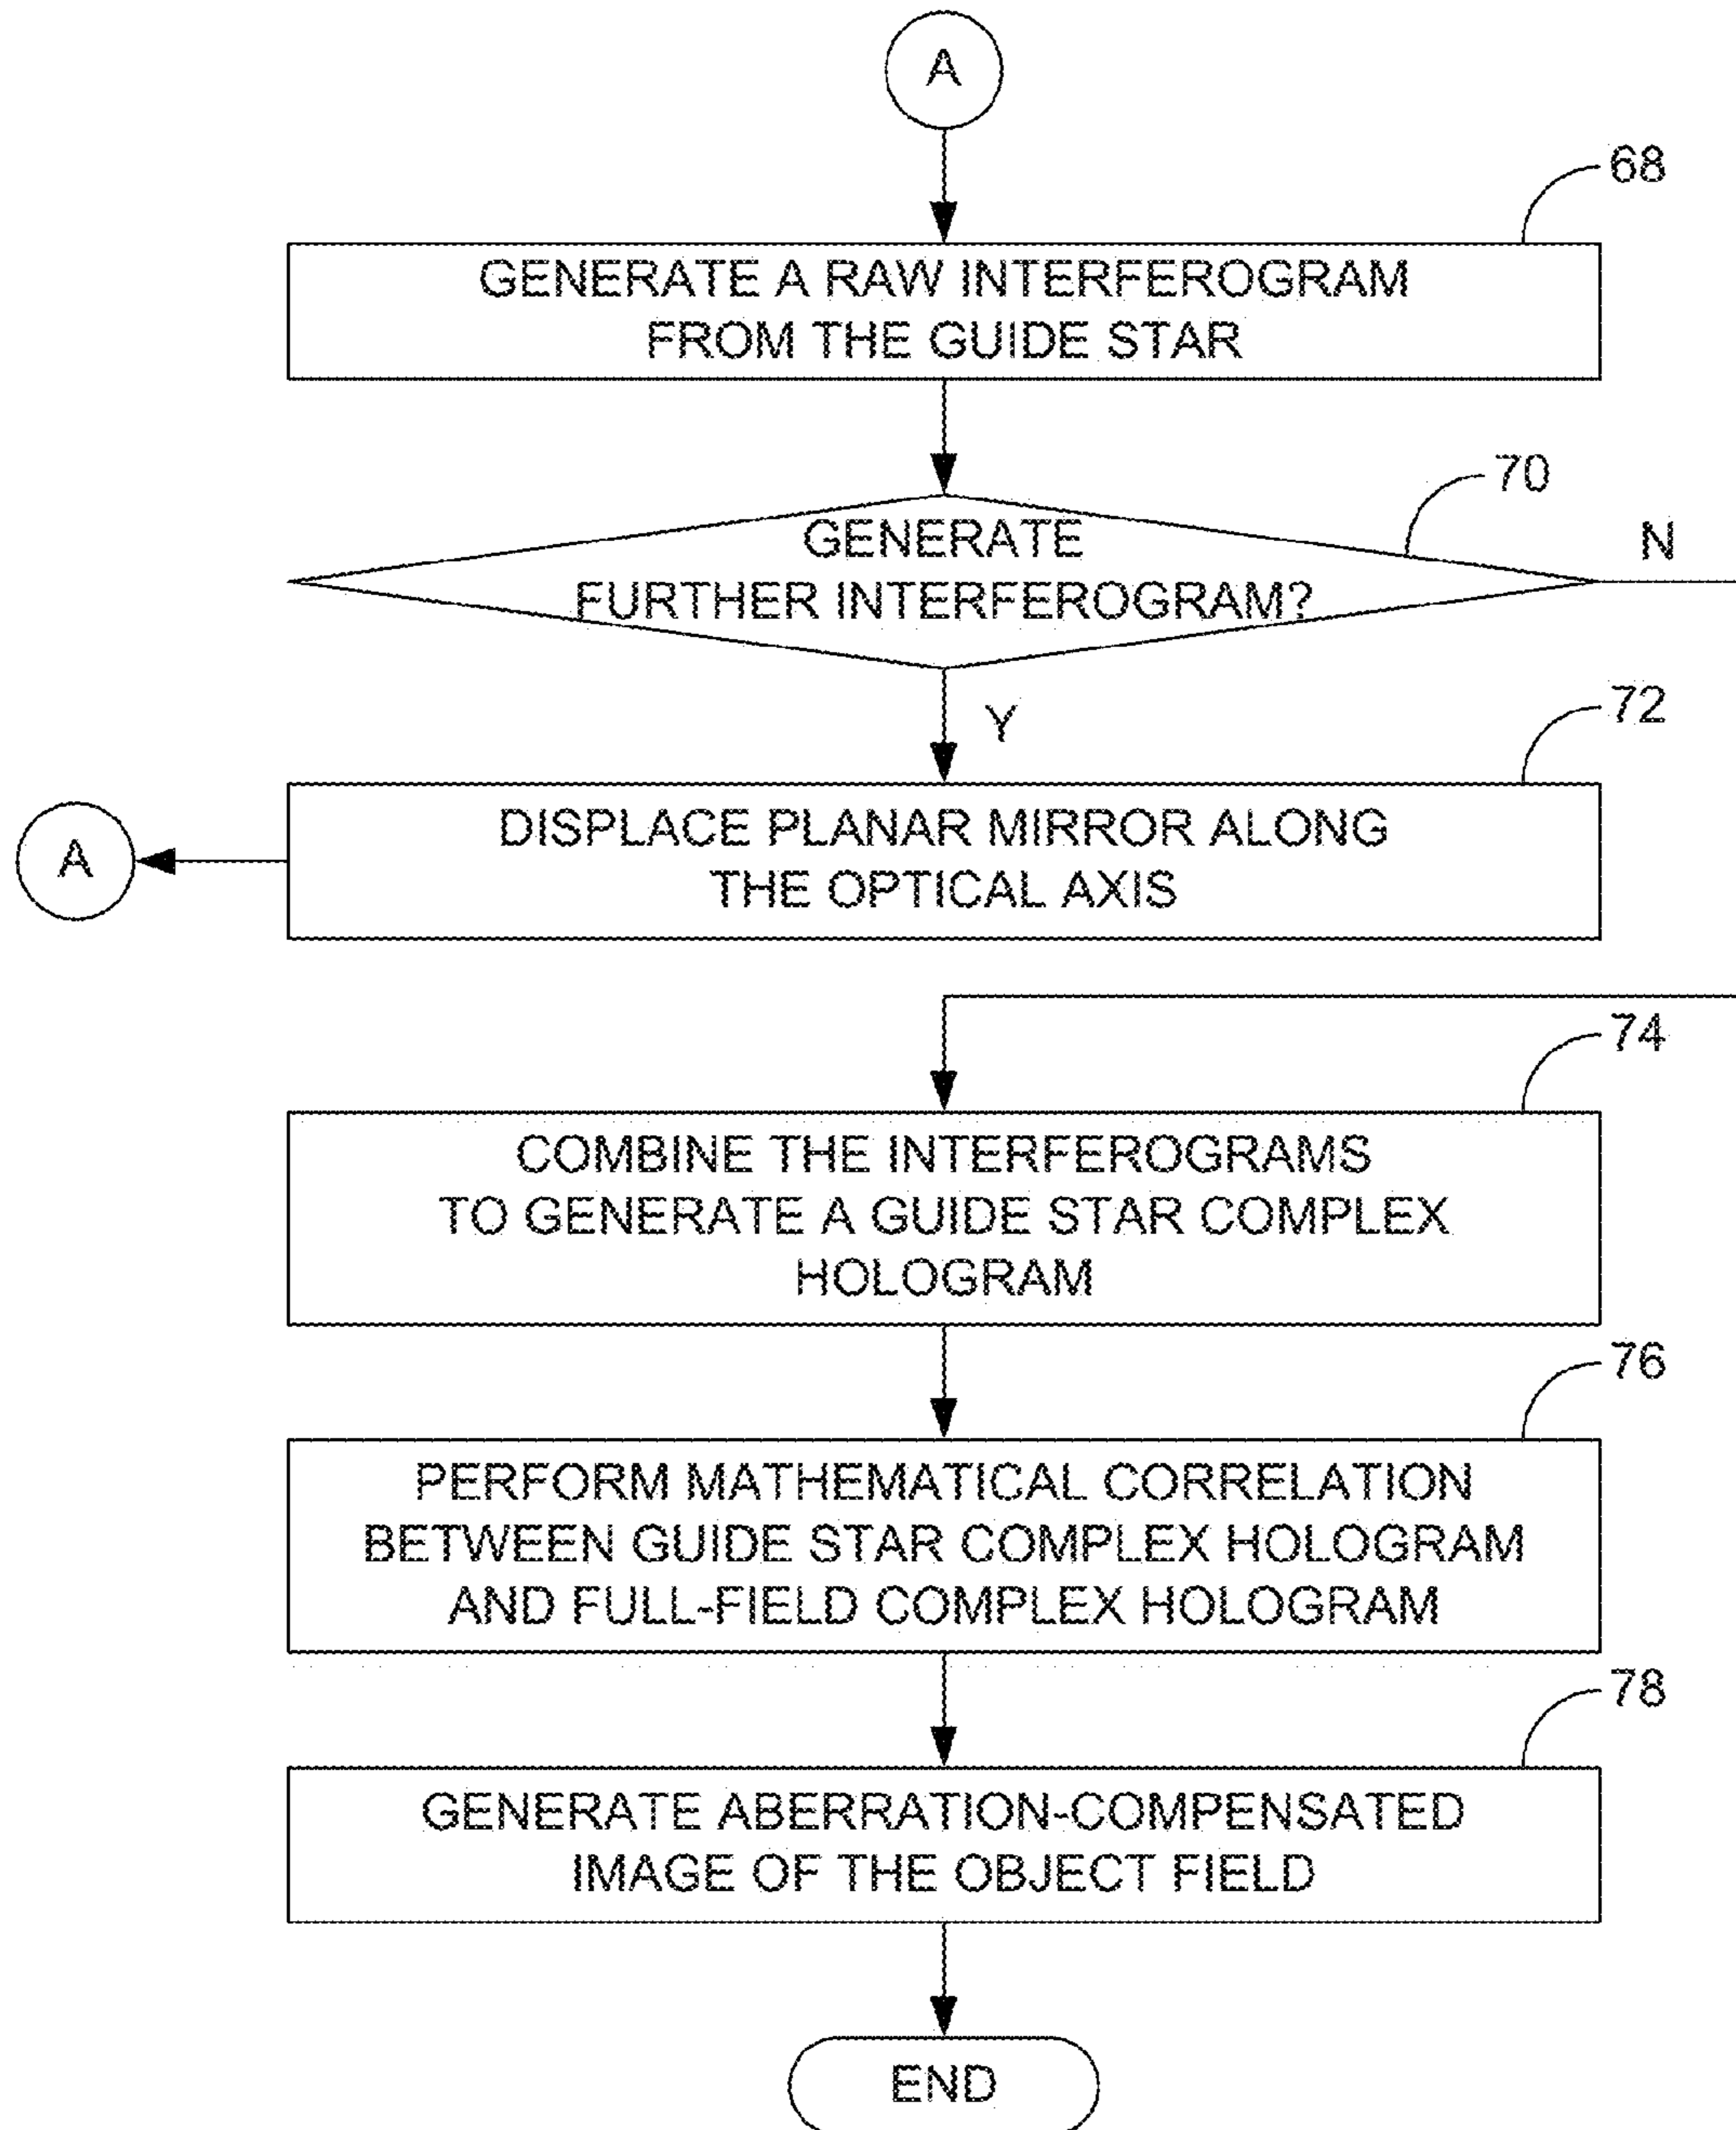 A
68
GENERATE A RAW INTERFEROGRAM
FROM THE GUIDE STAR
70
GENERATE
FURTHER INTERFEROGRAM?
N
Y
72
DISPLACE PLANAR MIRROR ALONG
THE OPTICAL AXIS
A
74
COMBINE THE INTERFEROGRAMS
TO GENERATE A GUIDE STAR COMPLEX
HOLOGRAM
76
PERFORM MATHEMATICAL CORRELATION
BETWEEN GUIDE STAR COMPLEX HOLOGRAM
AND FULL-FIELD COMPLEX HOLOGRAM
78
GENERATE ABERRATION-COMPENSATED
IMAGE OF THE OBJECT FIELD
END